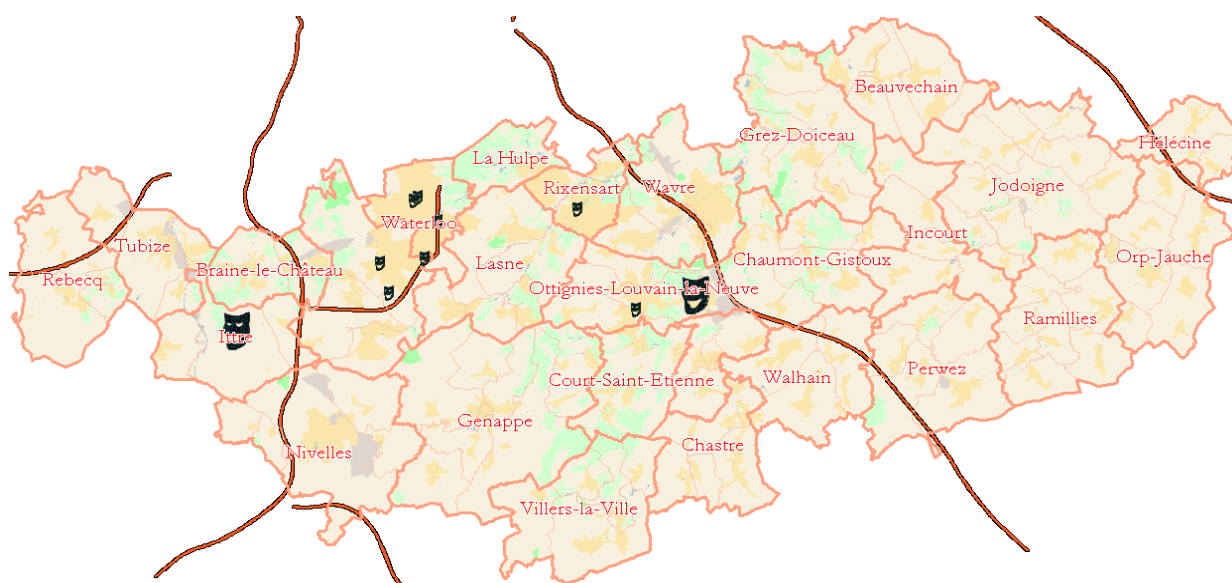 Beauvechain
Grez-Doiceau
Hélécine
La Hulpe
Rixensart
Wavre
Jodoigne
Waterloo
Tubize
Incourt
Braine-le-Château
Lasne
Chaumont-Gistoux
Orp-Jauche
Rebecq
Ottignies-Louvain-la-Neuve
Ramillies
Ittre
Perwez
Court-Saint-Etienne
Walhain
Genappe
Chastre
Nivelles
Villers-la-Ville